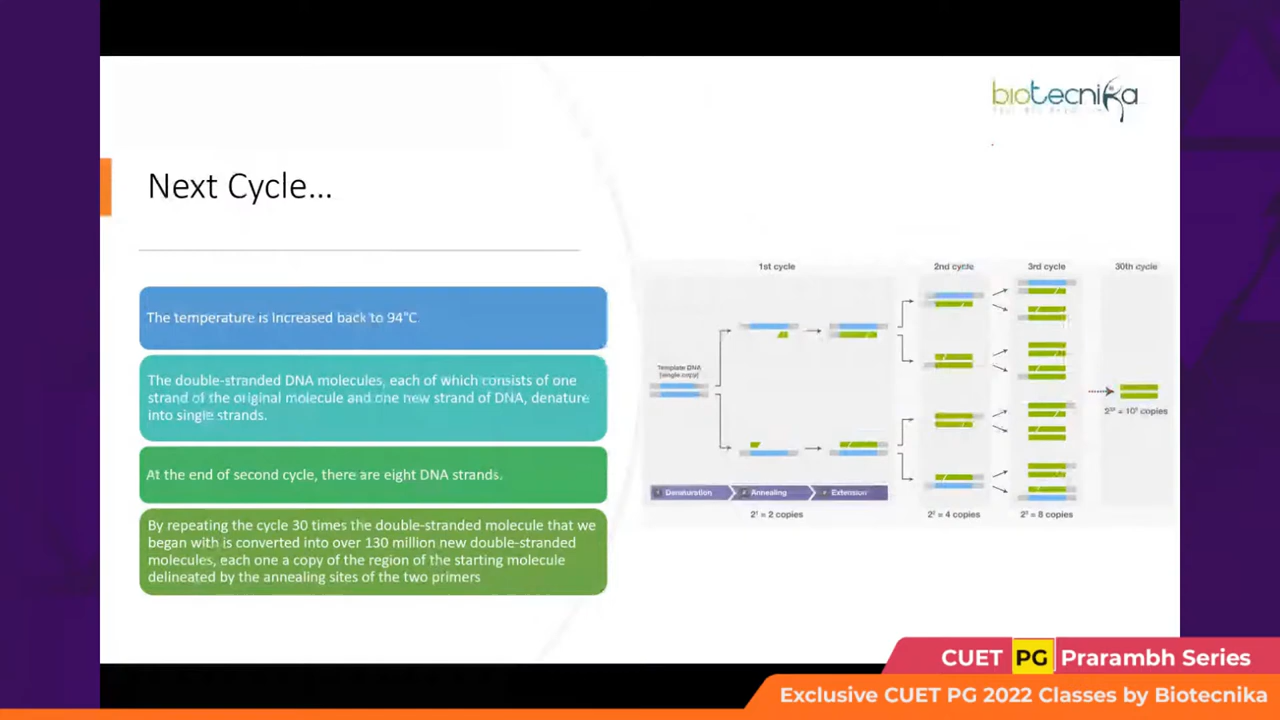 biotecnika
Next Cycle...
The temperature is Increased back to 94°C.
The double-stranded DNA molecules, each of which consists of one
strand of the original molecule and one new strand of DNA, denature
into single strands.
At the end of second cycle, there are eight DNA strands.
By repeating the cycle 30 times the double-stranded molecule that we
began with is converted into over 130 million new double-stranded
molecules, each one a copy of the region of the starting molecule
delineated by the annealing sites of the two primers
1st cycle
2nd cycle
3rd cycle
30th cycle
Template DNA
(single copy)
Denaturation
Annealing
Extension
2¹ = 2 copies
2² = 4 copies
2³ = 8 copies
CUET PG Prarambh Series
Exclusive CUET PG 2022 Classes by Biotecnika